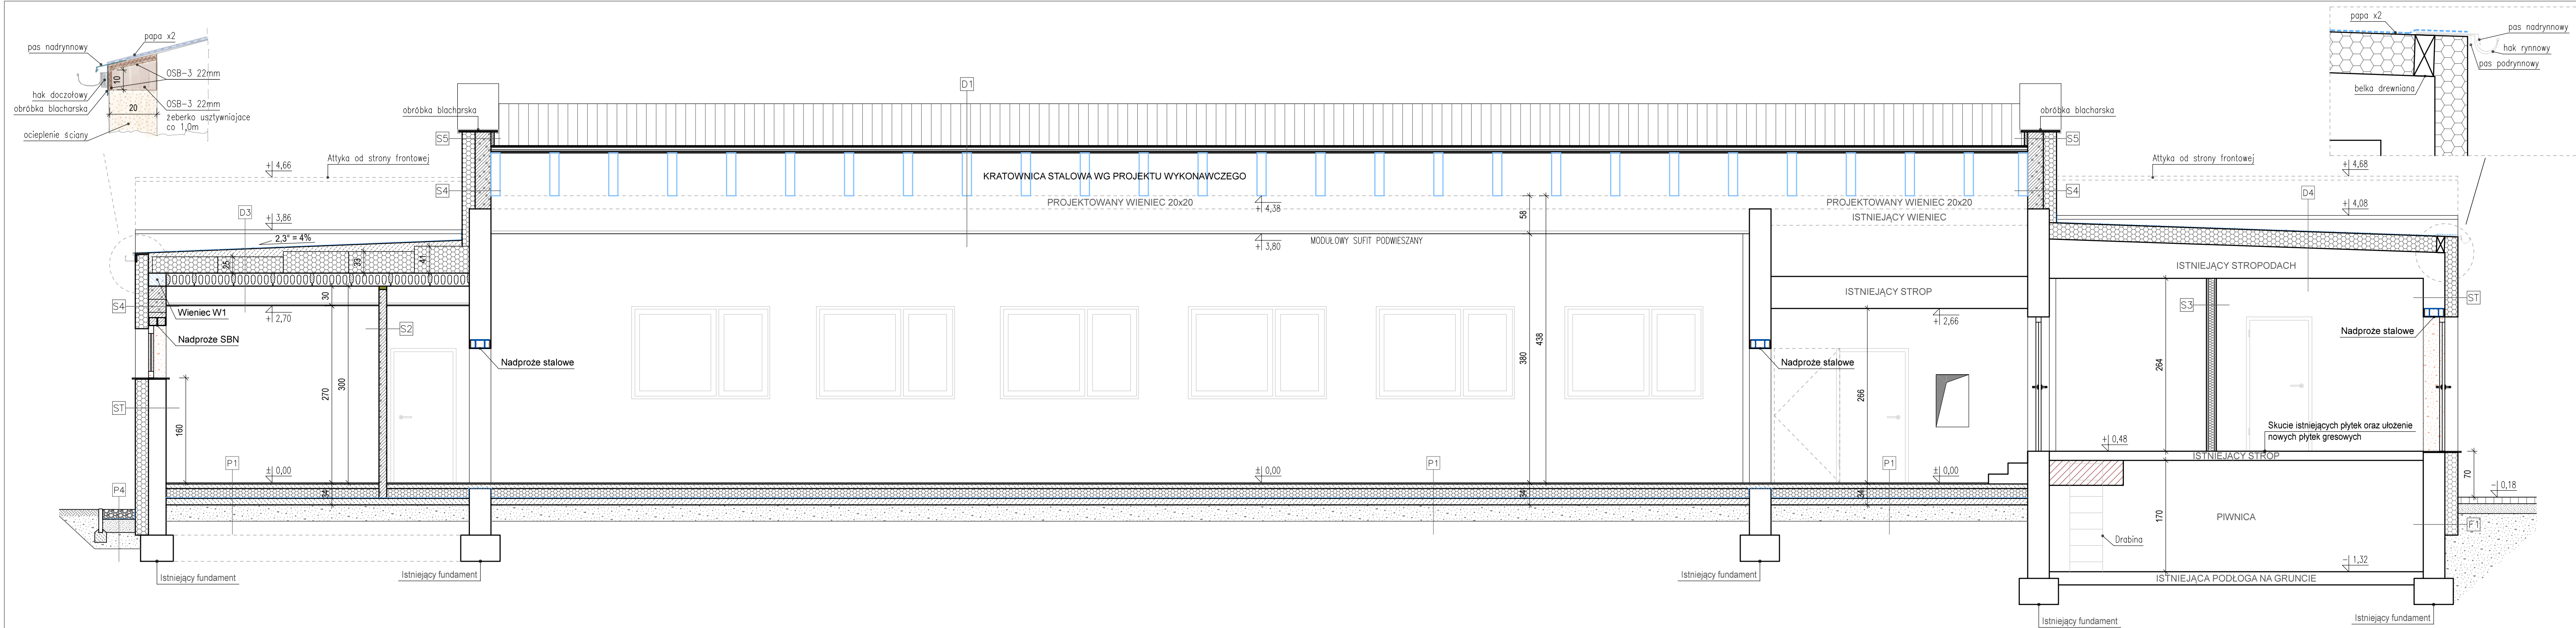 papa x2
pas nadrynnowy
OSB-3 22mm
10
hak doczołowy
obróbka blacharska
OSB-3 22mm
żeberko usztywniające
co 1,0m
20
ocieplenie ściany
papa x2
pas nadrynnowy
hak rynnowy
pas podrynnowy
belka drewniana
D1
obróbka blacharska
obróbka blacharska
S5
S5
Attyka od strony frontowej
+ 4,66
Attyka od strony frontowej
+ 4,68
S4
S4
KRATOWNICA STALOWA WG PROJEKTU WYKONAWCZEGO
PROJEKTOWANY WIENIEC 20x20
+ 4,38
58
PROJEKTOWANY WIENIEC 20x20
ISTNIEJĄCY WIENIEC
D3
+ 3,86
2,3° = 4%
D4
+ 4,08
+ 3,80
MODUŁOWY SUFIT PODWIESZANY
25
33
41
ISTNIEJĄCY STROPODACH
ISTNIEJĄCY STROP
30
S4
Wieniec W1
+ 2,70
S2
Nadproże SBN
+ 2,66
S3
ST
Nadproże stalowe
Nadproże stalowe
Nadproże stalowe
270
300
380
438
266
264
ST
160
Skucie istniejących płytek oraz ułożenie
nowych płytek gresowych
+ 0,48
ISTNIEJĄCY STROP
P1
± 0,00
± 0,00
P1
P1
± 0,00
70
- 0,18
P4
34
34
34
170
PIWNICA
F1
Drabina
- 1,32
ISTNIEJĄCA PODŁOGA NA GRUNCIE
Istniejący fundament
Istniejący fundament
Istniejący fundament
Istniejący fundament
Istniejący fundament